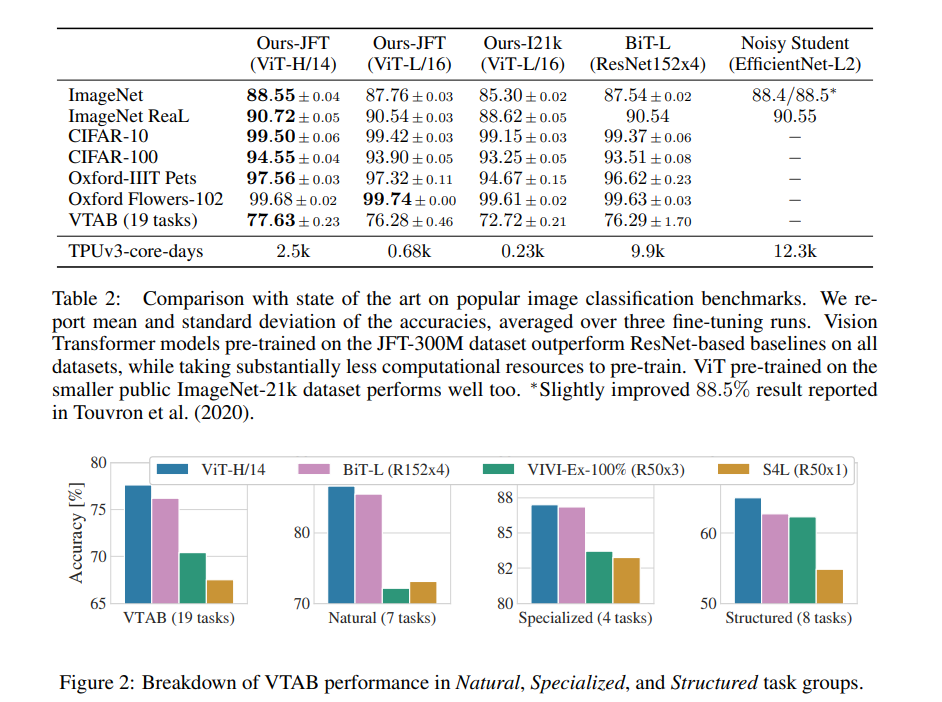 Ours-JFT Ours-JFT Ours-I21k BiT-L Noisy Student
(ViT-H/14) (ViT-L/16) (ViT-L/16) (ResNet152x4) (EfficientNet-L2)
ImageNet 88.55 ± 0.04 87.76 ± 0.03 85.30 ± 0.02 87.54 ± 0.02 88.4/88.5*
ImageNet ReaL 90.72 ± 0.05 90.54 ± 0.03 88.62 ± 0.05 90.54 90.55
CIFAR-10 99.50 ± 0.06 99.42 ± 0.03 99.15 ± 0.03 99.37 ± 0.06 −
CIFAR-100 94.55 ± 0.04 93.90 ± 0.05 93.25 ± 0.05 93.51 ± 0.08 −
Oxford-IIIT Pets 97.56 ± 0.03 97.32 ± 0.11 94.67 ± 0.15 96.62 ± 0.23 −
Oxford Flowers-102 99.68 ± 0.02 99.74 ± 0.00 99.61 ± 0.02 99.63 ± 0.03 −
VTAB (19 tasks) 77.63 ± 0.23 76.28 ± 0.46 72.72 ± 0.21 76.29 ± 1.70 −
TPUv3-core-days 2.5k 0.68k 0.23k 9.9k 12.3k
Table 2: Comparison with state of the art on popular image classification benchmarks. We re-
port mean and standard deviation of the accuracies, averaged over three fine-tuning runs. Vision
Transformer models pre-trained on the JFT-300M dataset outperform ResNet-based baselines on all
datasets, while taking substantially less computational resources to pre-train. ViT pre-trained on the
smaller public ImageNet-21k dataset performs well too. *Slightly improved 88.5% result reported
in Touvron et al. (2020).
ViT-H/14 BiT-L (R152x4) VIVI-Ex-100% (R50x3) S4L (R50x1)
Accuracy [%]
80
75
70
65
VTAB (19 tasks)
80
70
Natural (7 tasks)
88
85
82
80
Specialized (4 tasks)
60
50
Structured (8 tasks)
Figure 2: Breakdown of VTAB performance in Natural, Specialized, and Structured task groups.